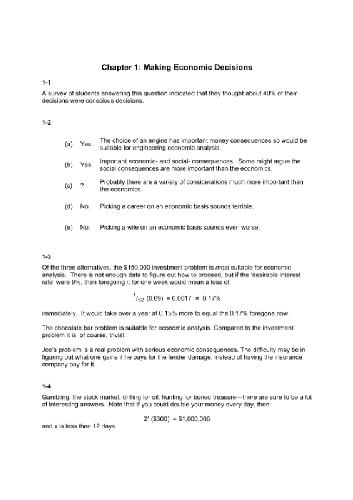 Chapter 1: Making Economic Decisions
1-1
A survey of students answering this question indicated that they thought about 40% of their
decisions were conscious decisions.
1-2
(a) Yes. The choice of an engine has important money consequences so would be
suitable for engineering economic analysis.
(b) Yes. Important economic- and social- consequences. Some might argue the
social consequences are more important than the economics.
(c) ? Probably there are a variety of considerations much more important than
the economics.
(d) No. Picking a career on an economic basis sounds terrible.
(e) No. Picking a wife on an economic basis sounds even worse.
1-3
Of the three alternatives, the $150,000 investment problem is most suitable for economic
analysis. There is not enough data to figure out how to proceed, but if the 'desirable interest
rate' were 9%, then foregoing it for one week would mean a loss of
1/52 (0.09) = 0.0017 = 0.17%
immediately. It would take over a year at 0.15% more to equal the 0.17% foregone now.
The chocolate bar problem is suitable for economic analysis. Compared to the investment
problem it is, of course, trivial.
Joe's problem is a real problem with serious economic consequences. The difficulty may be in
figuring out what one gains if he pays for the fender damage, instead of having the insurance
company pay for it.
1-4
Gambling, the stock market, drilling for oil, hunting for buried treasure—there are sure to be a lot
of interesting answers. Note that if you could double your money every day, then
2ˣ ($300) = $1,000,000
and x is less than 12 days.